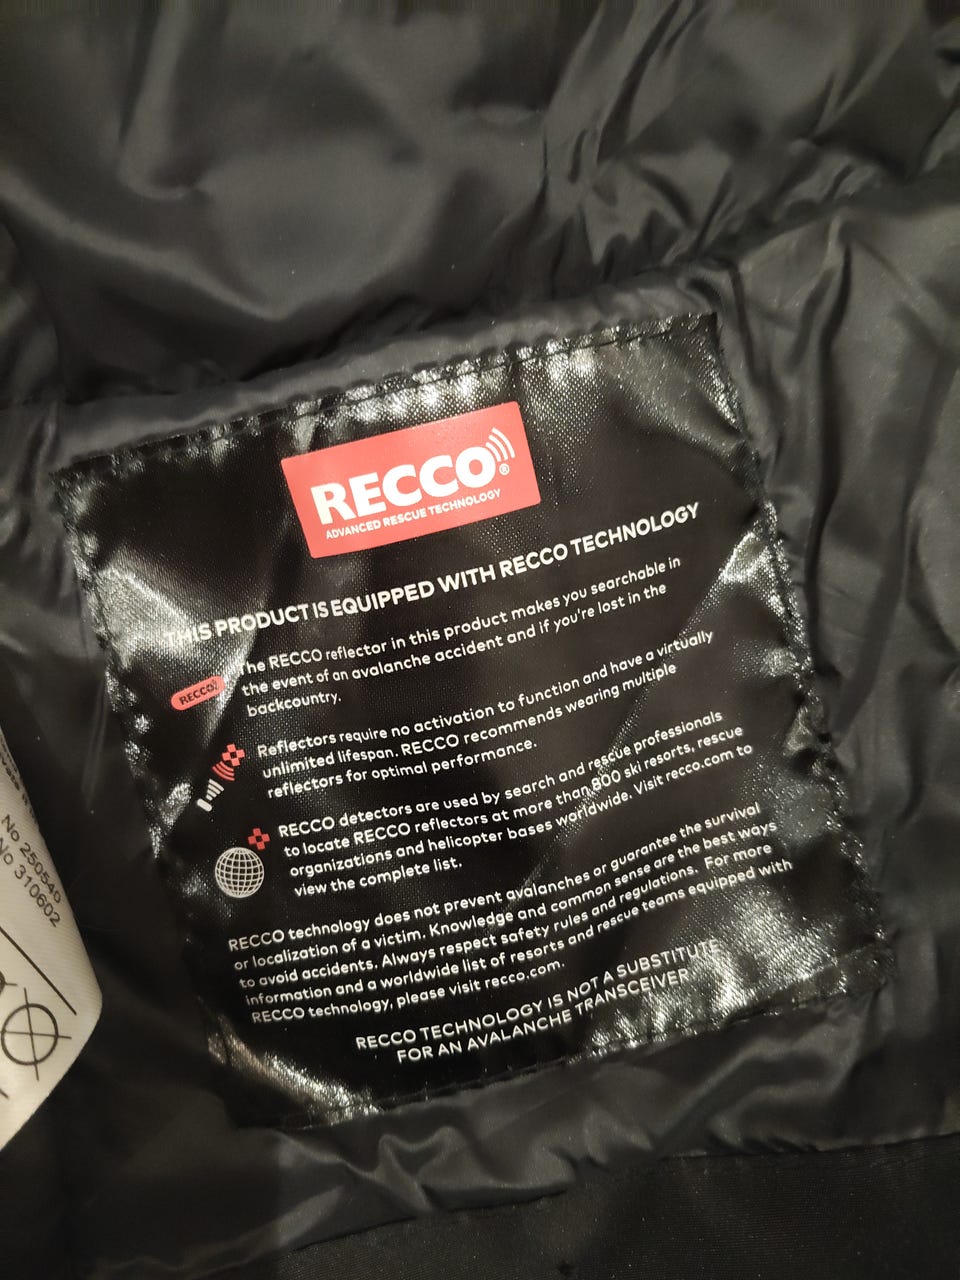 RECCO®
ADVANCED RESCUE TECHNOLOGY
THIS PRODUCT IS EQUIPPED WITH RECCO TECHNOLOGY
RECCO
The RECCO reflector in this product makes you searchable in
the event of an avalanche accident and if you're lost in the
backcountry.
Reflectors require no activation to function and have a virtually
unlimited lifespan. RECCO recommends wearing multiple
reflectors for optimal performance.
RECCO detectors are used by search and rescue professionals
to locate RECCO reflectors at more than 800 ski resorts, rescue
organizations and helicopter bases worldwide. Visit recco.com to
view the complete list.
RECCO technology does not prevent avalanches or guarantee the survival
or localization of a victim. Knowledge and common sense are the best ways
to avoid accidents. Always respect safety rules and regulations. For more
information and a worldwide list of resorts and rescue teams equipped with
RECCO technology, please visit recco.com.
RECCO TECHNOLOGY IS NOT A SUBSTITUTE
FOR AN AVALANCHE TRANSCEIVER
No 250540
No 310602